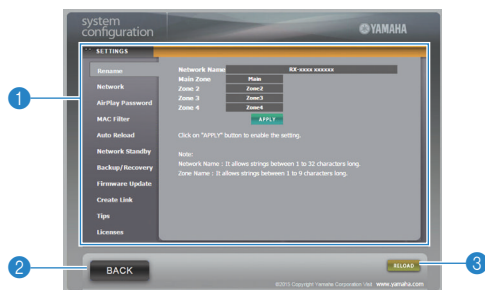 system
configuration
YAMAHA
SETTINGS
Rename
Network
AirPlay Password
MAC Filter
Auto Reload
Network Standby
Backup/Recovery
Firmware Update
Create Link
Tips
Licenses
Network Name RX-xxxx xxxxxx
Main Zone Main
Zone 2 Zone2
Zone 3 Zone3
Zone 4 Zone4
APPLY
Click on "APPLY" button to enable the setting.
Note:
Network Name : It allows strings between 1 to 32 characters long.
Zone Name : It allows strings between 1 to 9 characters long.
1
2
BACK
RELOAD
3
©2013 Copyright Yamaha Corporation Visit www.yamaha.com